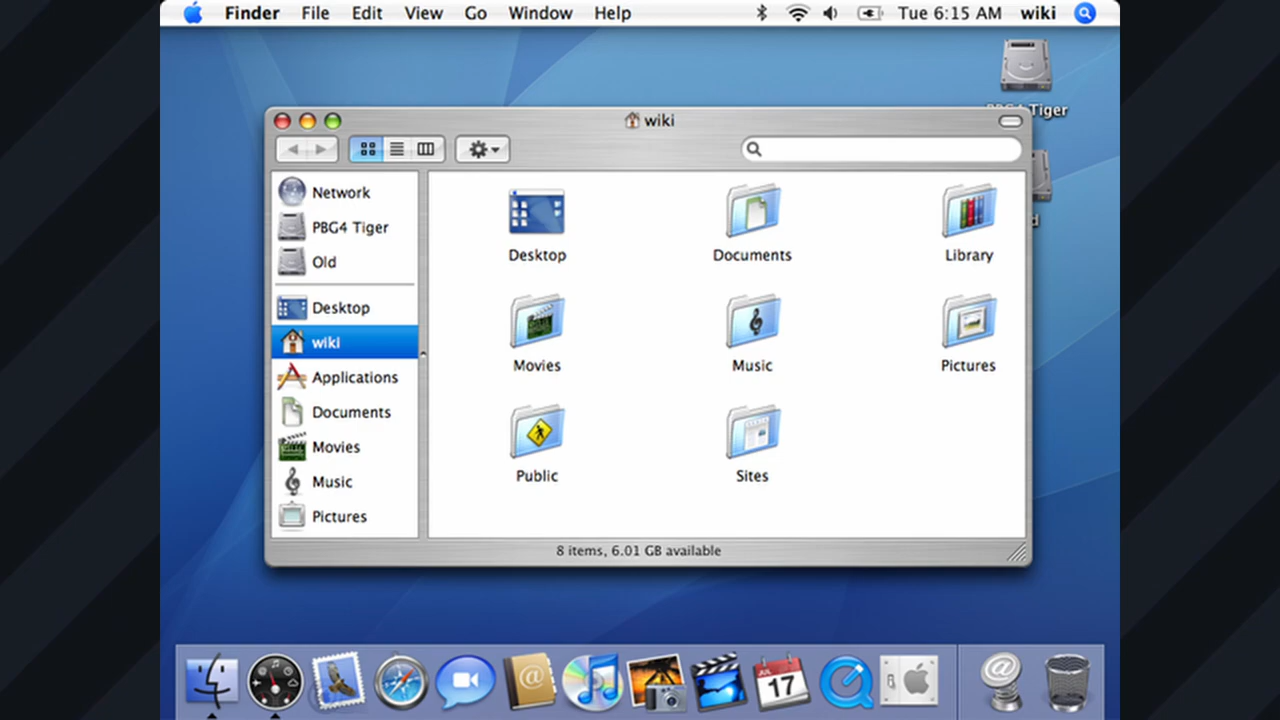 Finder File Edit View Go Window Help Tue 6:15 AM wiki
Tiger
wiki
Network
PBG4 Tiger
Old
Desktop
wiki
Applications
Documents
Movies
Music
Pictures
Desktop Documents Library
Movies Music Pictures
Public Sites
8 items, 6.01 GB available
JUL
17